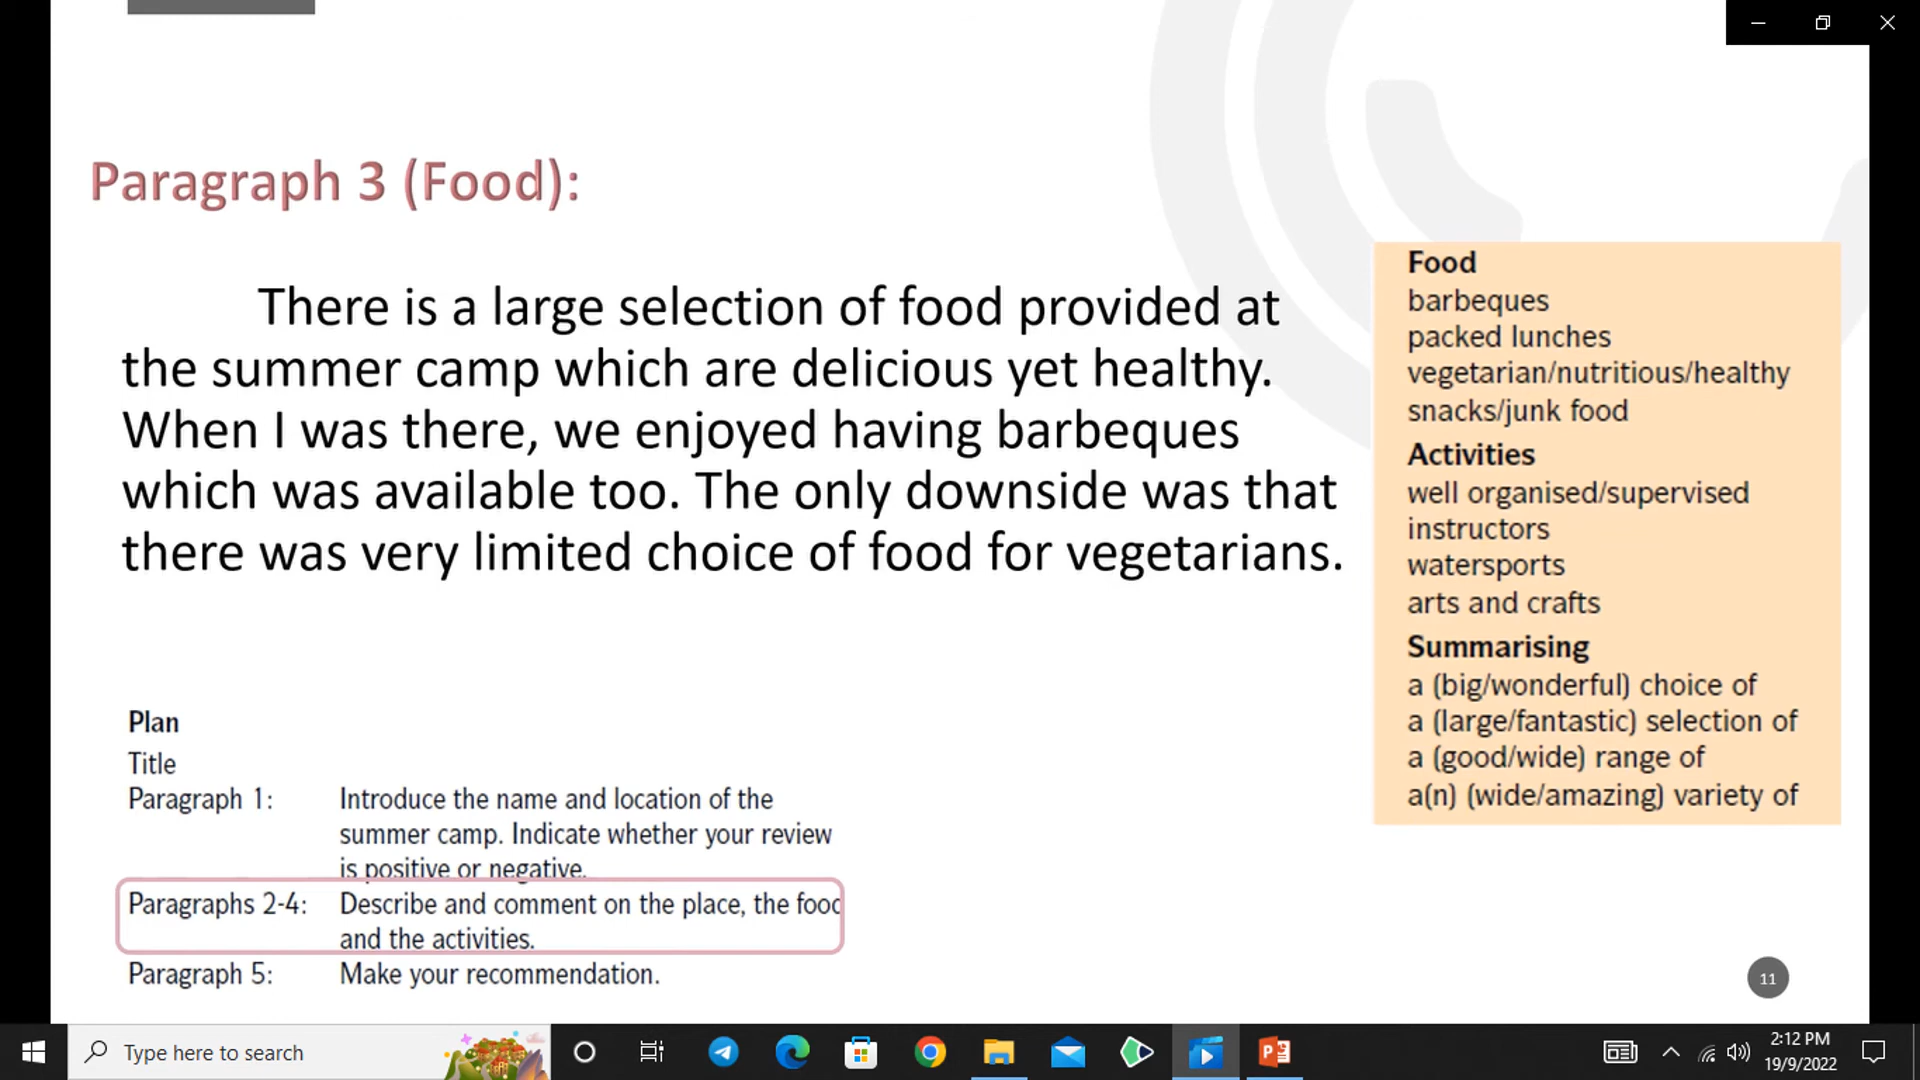 Paragraph 3 (Food):
There is a large selection of food provided at
the summer camp which are delicious yet healthy.
When I was there, we enjoyed having barbeques
which was available too. The only downside was that
there was very limited choice of food for vegetarians.
Food
barbeques
packed lunches
vegetarian/nutritious/healthy
snacks/junk food
Activities
well organised/supervised
instructors
watersports
arts and crafts
Summarising
a (big/wonderful) choice of
a (large/fantastic) selection of
a (good/wide) range of
a(n) (wide/amazing) variety of
Plan
Title
Paragraph 1: Introduce the name and location of the
summer camp. Indicate whether your review
is positive or negative.
Paragraphs 2-4: Describe and comment on the place, the food
and the activities.
Paragraph 5: Make your recommendation.
11
Type here to search
2:12 PM
19/9/2022